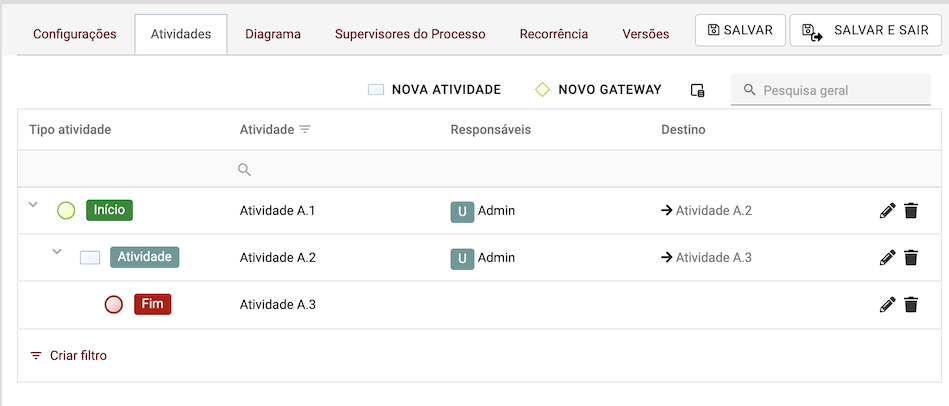 Configurações Atividades Diagrama Supervisores do Processo Recorrência Versões SALVAR SALVAR E SAIR
NOVA ATIVIDADE NOVO GATEWAY Pesquisa geral
Tipo atividade Atividade Responsáveis Destino
Início Atividade A.1 U Admin Atividade A.2
Atividade Atividade A.2 U Admin Atividade A.3
Fim Atividade A.3
Criar filtro